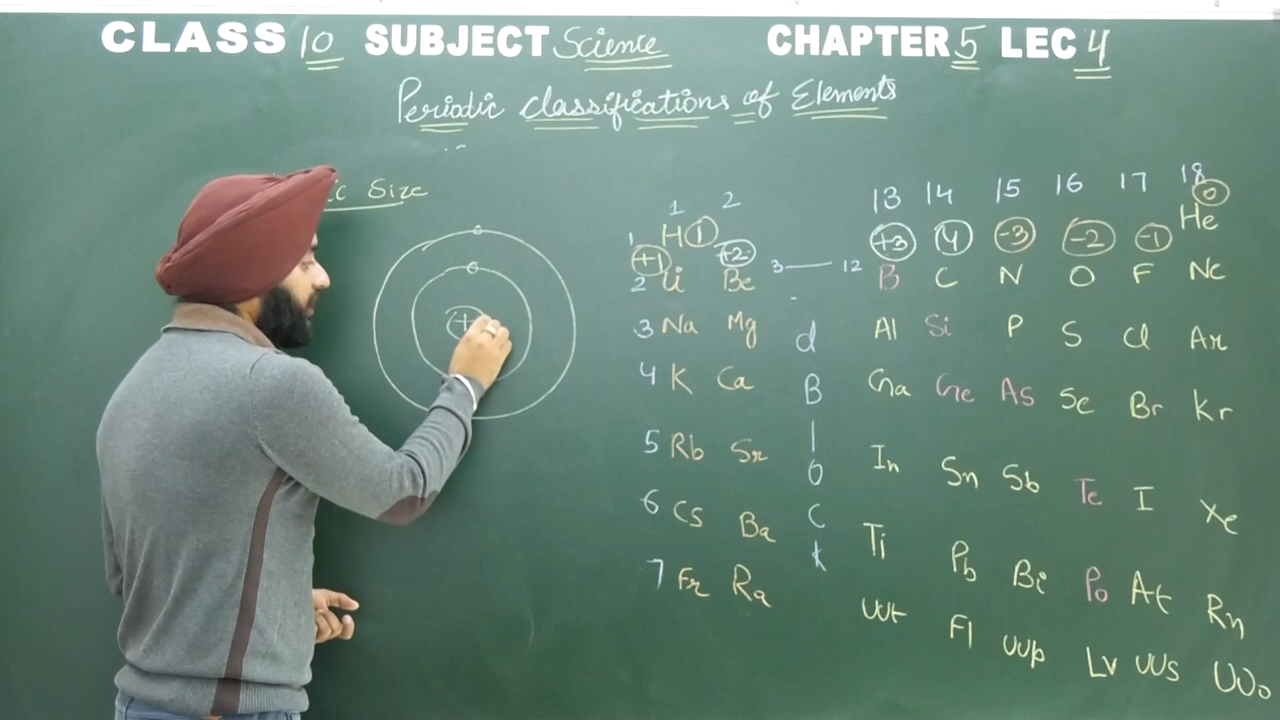 CLASS 10 SUBJECT Science CHAPTER 5 LEC 4
Periodic classifications of Elements
ic Size
+
1 2 13 14 15 16 17 18
0
1 H 1 He
+1 +2 3 — 12 +3 4 -3 -2 -1
2 Li Be B C N O F Ne
3 Na Mg Al Si P S Cl Ar
4 K Ca Ga Ge As Se Br Kr
5 Rb Sr In Sn Sb Te I Xe
6 Cs Ba Ti Pb Bi Po At Rn
7 Fr Ra UUt Fl UUp Lv UUs UUo
d
B
l
O
C
k